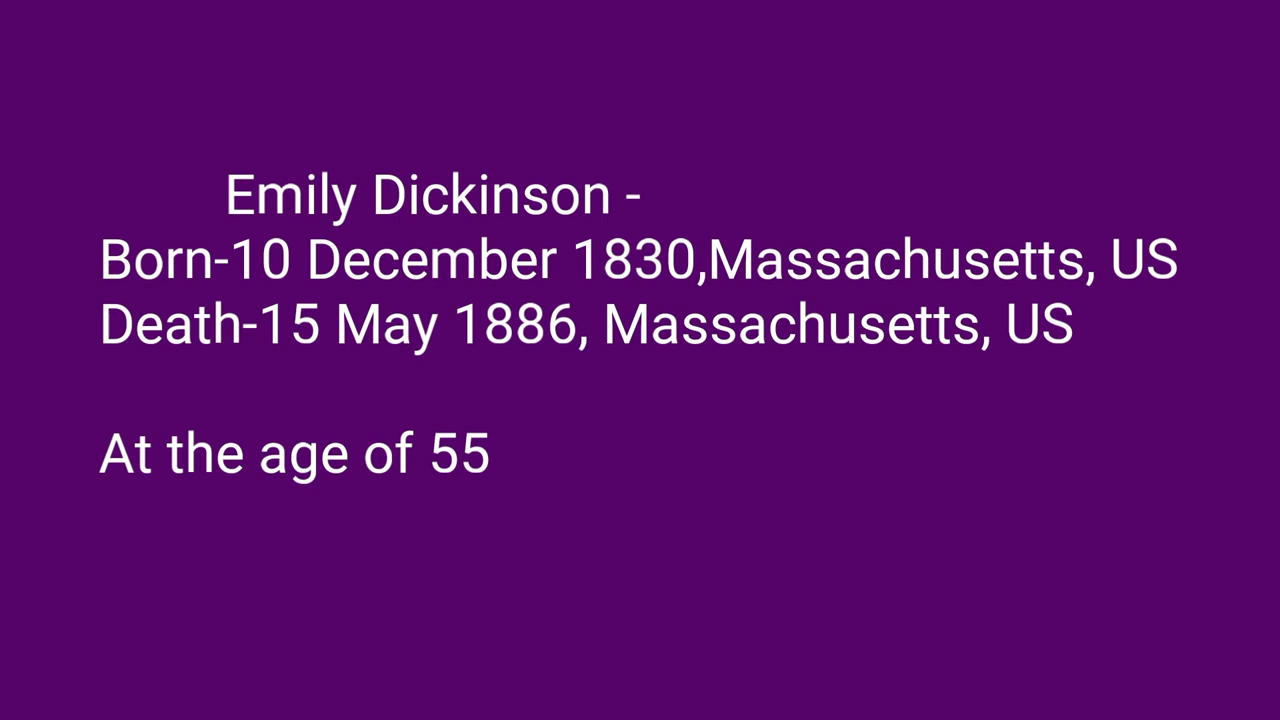 Emily Dickinson -
Born-10 December 1830,Massachusetts, US
Death-15 May 1886, Massachusetts, US
At the age of 55